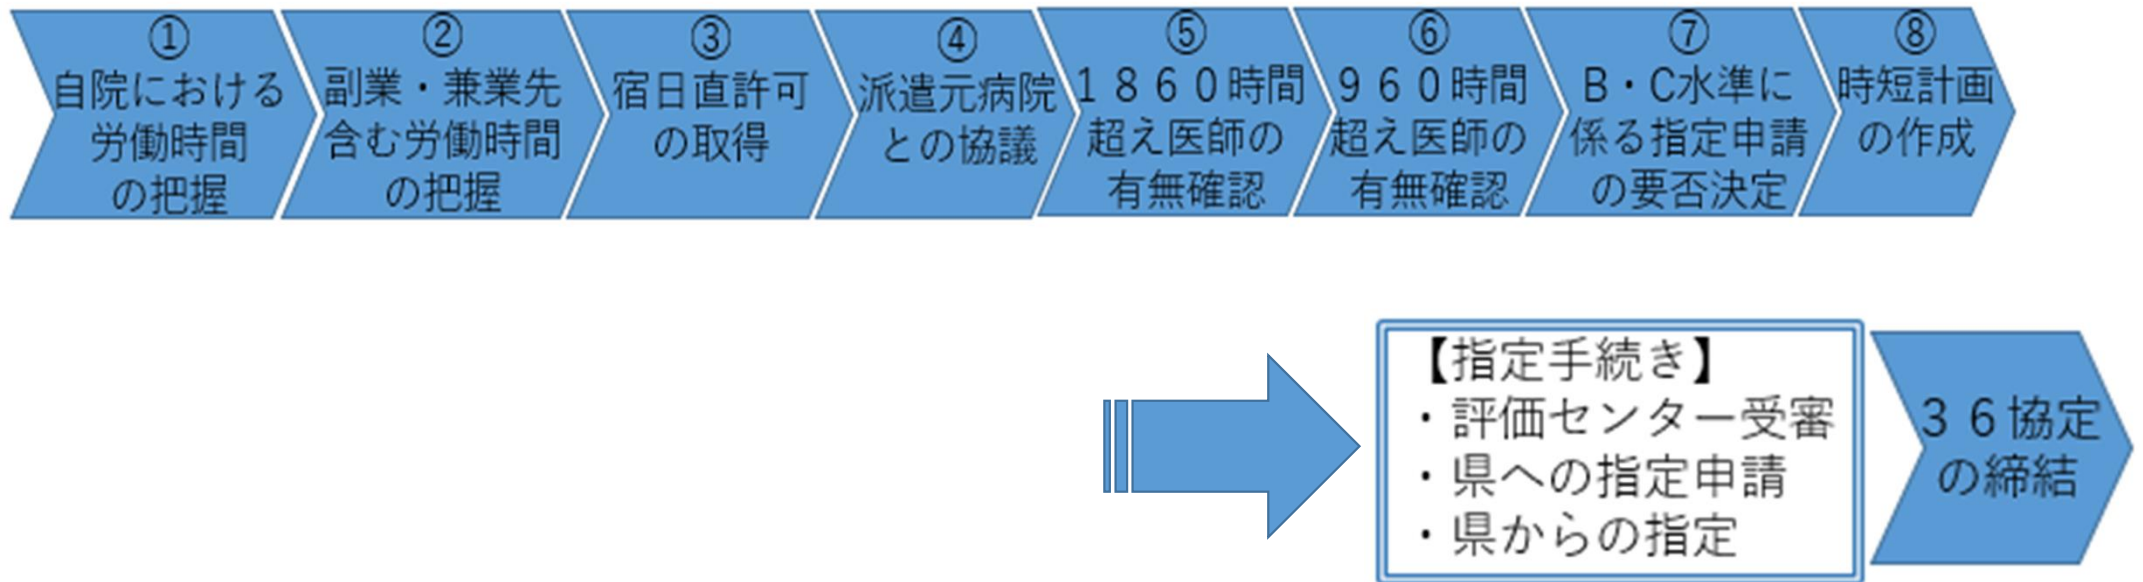 ①
自院における
労働時間
の把握
②
副業・兼業先
含む労働時間
の把握
③
宿日直許可
の取得
④
派遣元病院
との協議
⑤
１８６０時間
超え医師の
有無確認
⑥
９６０時間
超え医師の
有無確認
⑦
B・C水準に
係る指定申請
の要否決定
⑧
時短計画
の作成
【指定手続き】
・評価センター受審
・県への指定申請
・県からの指定
３６協定
の締結